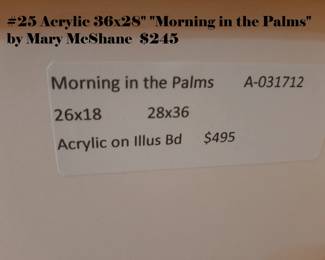 #25 Acrylic 36x28" "Morning in the Palms"
by Mary McShane $245
Morning in the Palms A-031712
26x18 28x36
Acrylic on Illus Bd $495